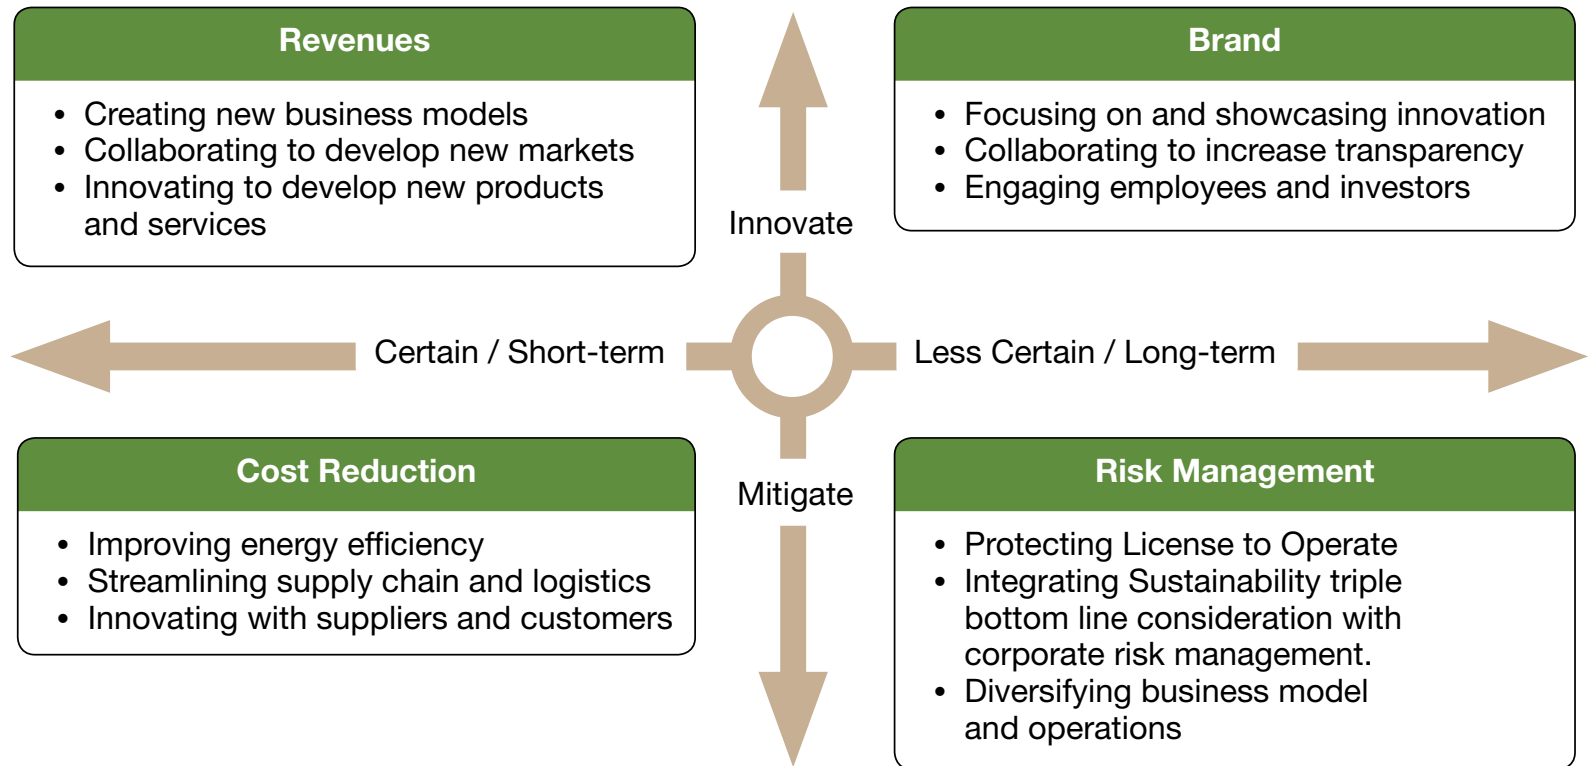 Revenues
• Creating new business models
• Collaborating to develop new markets
• Innovating to develop new products
and services
Brand
• Focusing on and showcasing innovation
• Collaborating to increase transparency
• Engaging employees and investors
Innovate
Certain / Short-term
Less Certain / Long-term
Mitigate
Cost Reduction
• Improving energy efficiency
• Streamlining supply chain and logistics
• Innovating with suppliers and customers
Risk Management
• Protecting License to Operate
• Integrating Sustainability triple
bottom line consideration with
corporate risk management.
• Diversifying business model
and operations